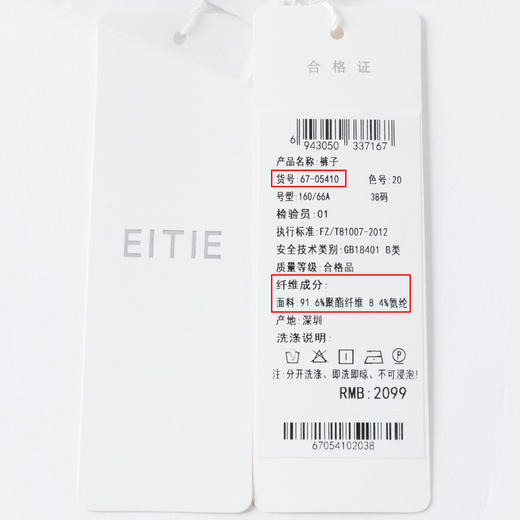 EITIE
合格证
6 943050 337167
产品名称:裤子
货号:67-05410 色号:20
号型:160/66A 38码
检验员:01
执行标准:FZ/T81007-2012
安全技术类别:GB18401 B类
质量等级:合格品
纤维成分:
面料:91.6%聚酯纤维 8.4%氨纶
产地:深圳
洗涤说明:
注:分开洗涤、即洗即晾、不可浸泡!
RMB:2099
67054102038